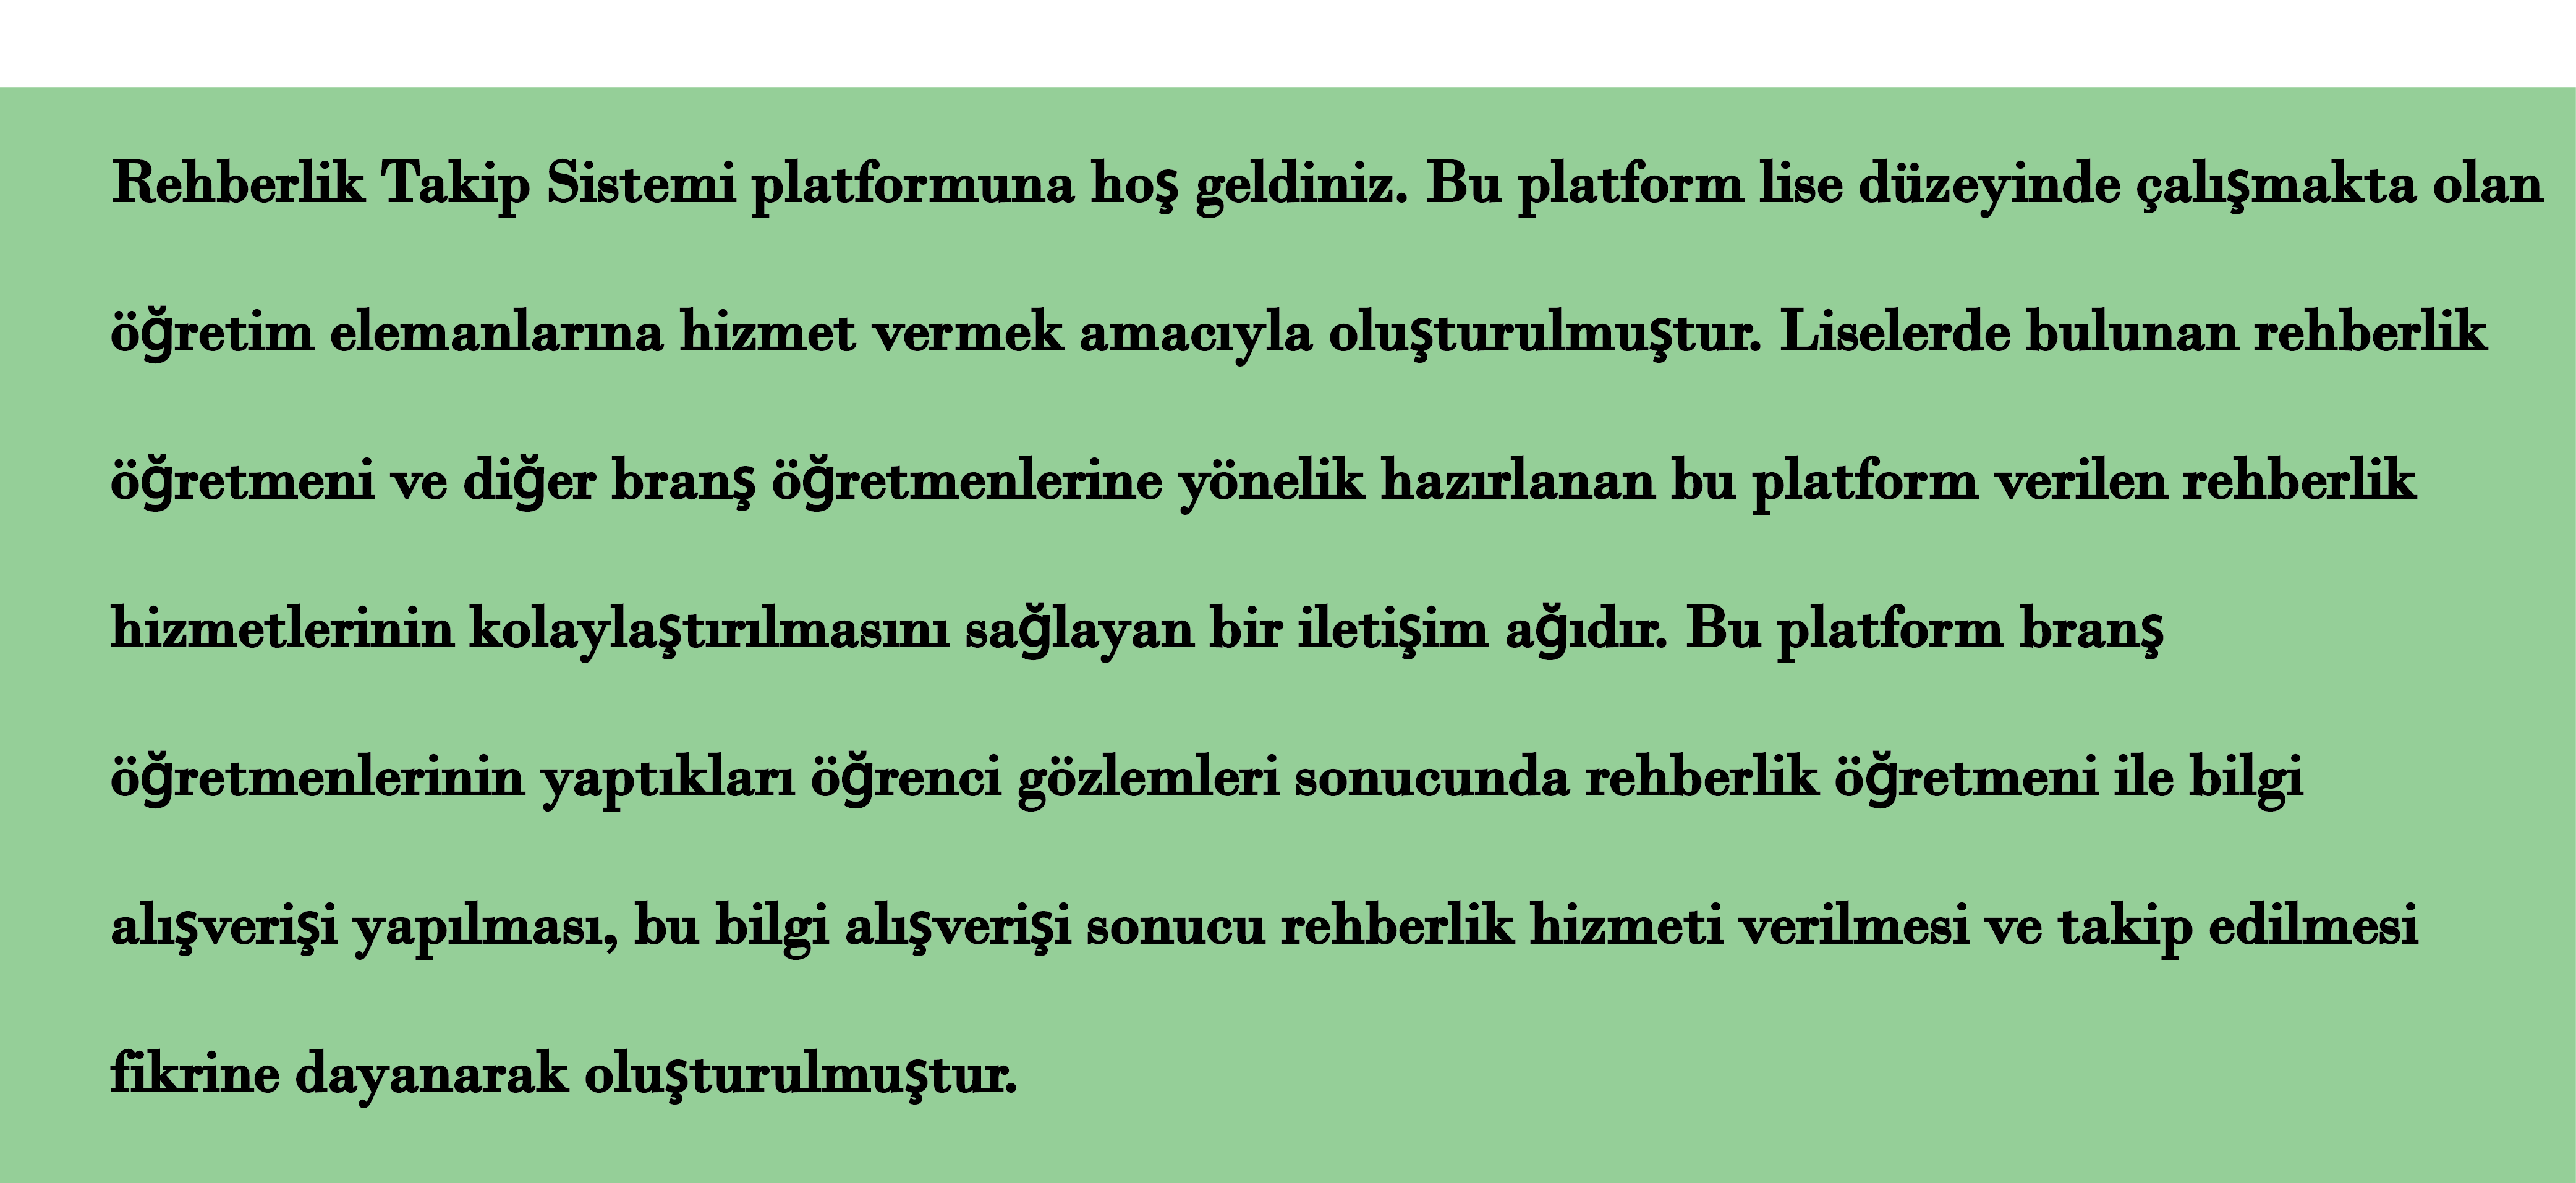 Rehberlik Takip Sistemi platformuna hoş geldiniz. Bu platform lise düzeyinde çalışmakta olan
öğretim elemanlarına hizmet vermek amacıyla oluşturulmuştur. Liselerde bulunan rehberlik
öğretmeni ve diğer branş öğretmenlerine yönelik hazırlanan bu platform verilen rehberlik
hizmetlerinin kolaylaştırılmasını sağlayan bir iletişim ağıdır. Bu platform branş
öğretmenlerinin yaptıkları öğrenci gözlemleri sonucunda rehberlik öğretmeni ile bilgi
alışverişi yapılması, bu bilgi alışverişi sonucu rehberlik hizmeti verilmesi ve takip edilmesi
fikrine dayanarak oluşturulmuştur.